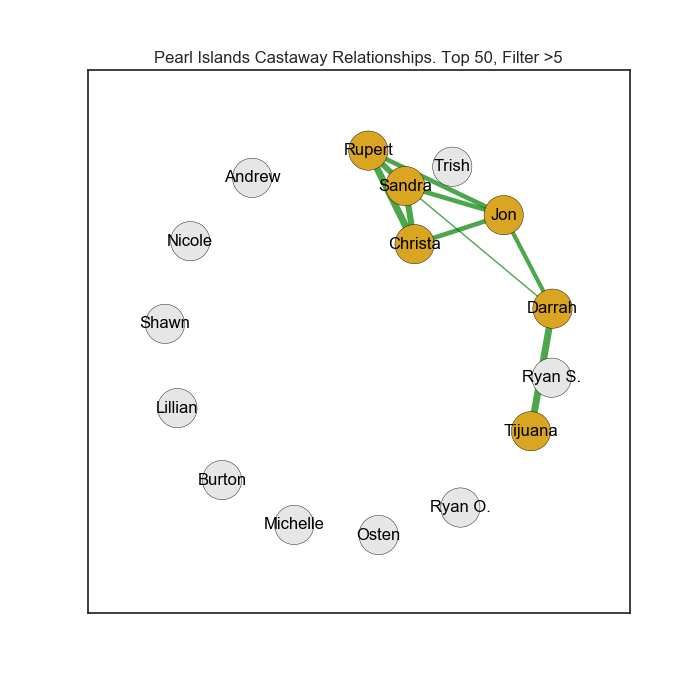 Pearl Islands Castaway Relationships. Top 50, Filter >5
Rupert
Trish
Andrew
Sandra
Jon
Nicole
Christa
Darrah
Shawn
Ryan S.
Lillian
Tijuana
Burton
Ryan O.
Michelle
Osten